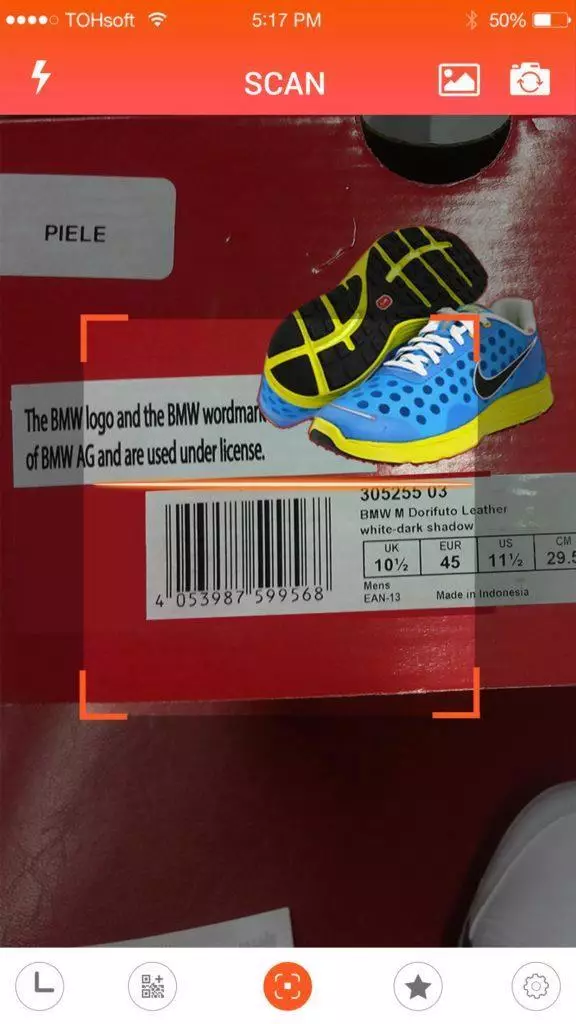 TOHsoft 5:17 PM 50%
SCAN
PIELE
The BMW logo and the BMW wordmark
of BMW AG and are used under license.
305255 03
BMW M Dorifuto Leather
white-dark shadow
UK EUR US CM
10½ 45 11½ 29.5
Mens
EAN-13 Made in Indonesia
4 053987 599568